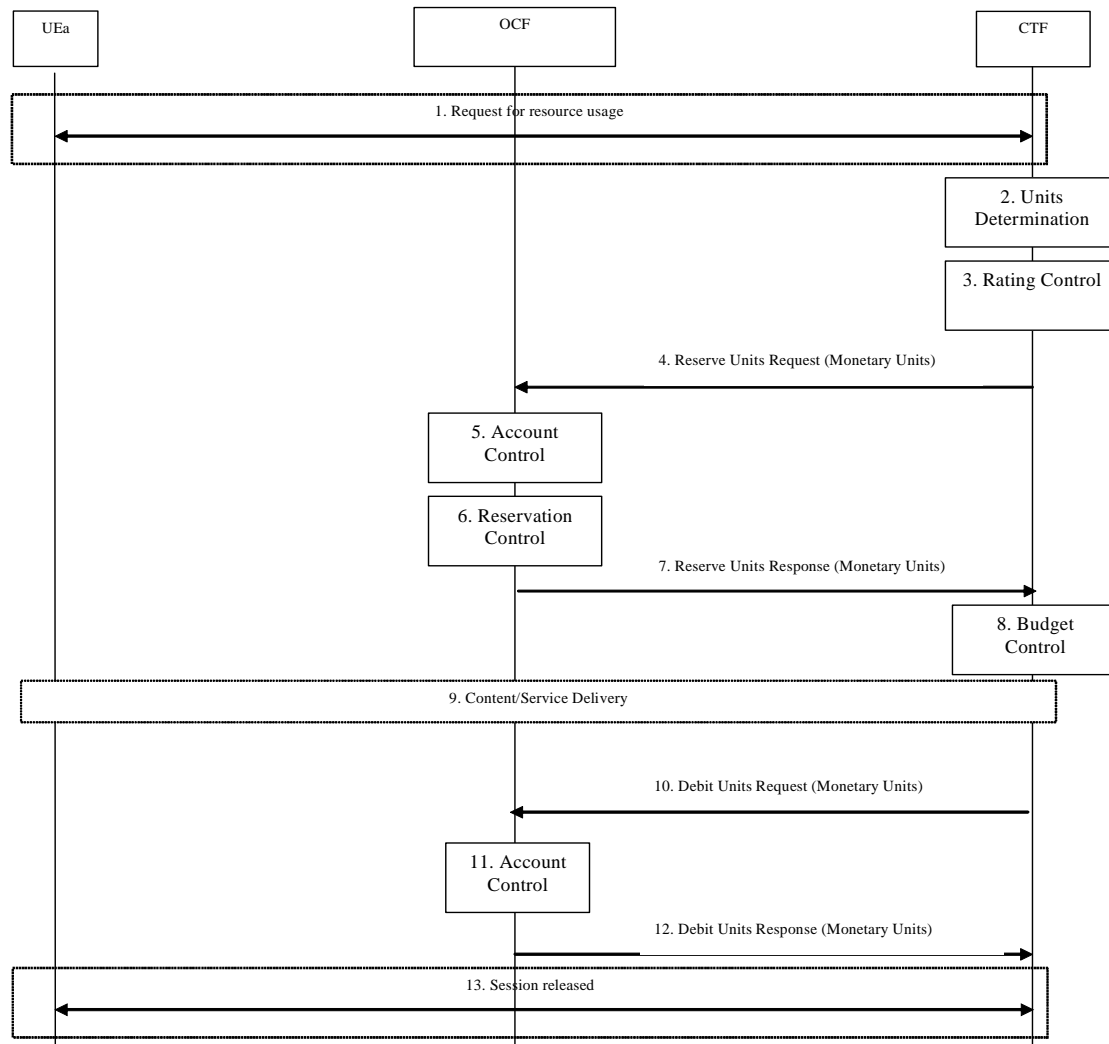 UEa
OCF
CTF
1. Request for resource usage
2. Units
Determination
3. Rating Control
4. Reserve Units Request (Monetary Units)
5. Account
Control
6. Reservation
Control
7. Reserve Units Response (Monetary Units)
8. Budget
Control
9. Content/Service Delivery
10. Debit Units Request (Monetary Units)
11. Account
Control
12. Debit Units Response (Monetary Units)
13. Session released